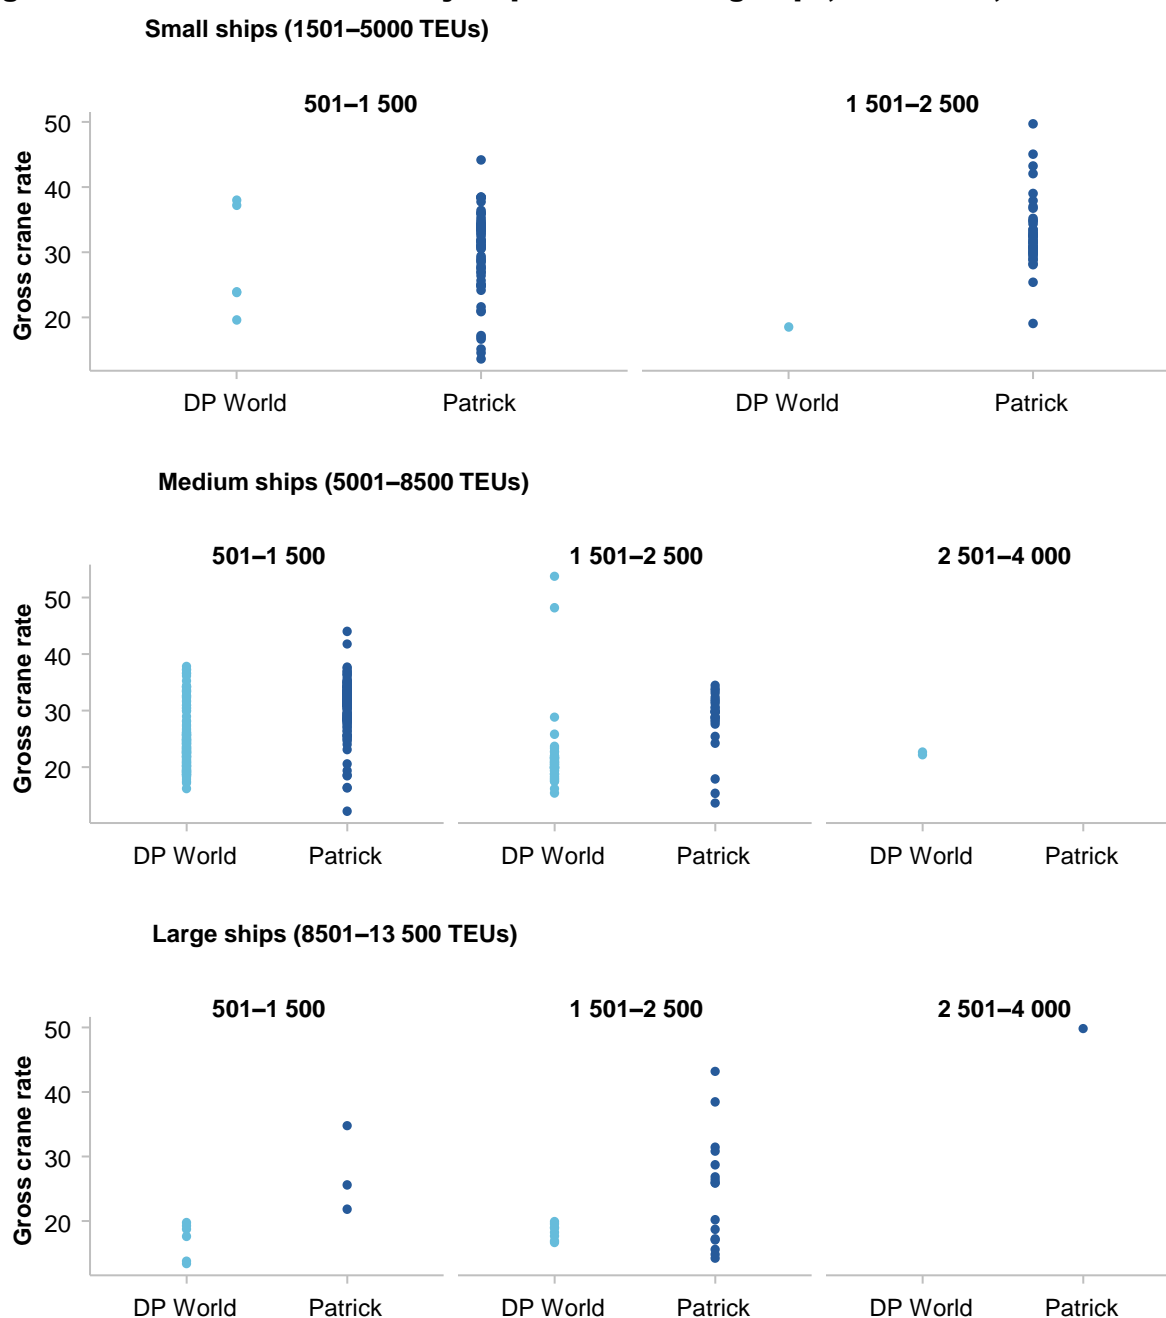 Small ships (1501–5000 TEUs)
501–1 500
1 501–2 500
Gross crane rate
50
40
30
20
DP World
Patrick
DP World
Patrick
Medium ships (5001–8500 TEUs)
501–1 500
1 501–2 500
2 501–4 000
Gross crane rate
50
40
30
20
DP World
Patrick
DP World
Patrick
DP World
Patrick
Large ships (8501–13 500 TEUs)
501–1 500
1 501–2 500
2 501–4 000
Gross crane rate
50
40
30
20
DP World
Patrick
DP World
Patrick
DP World
Patrick